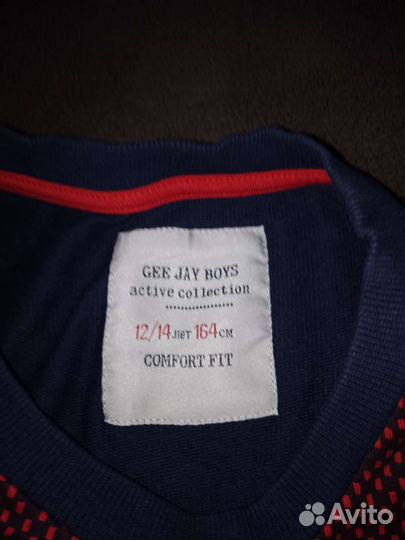 GEE JAY BOYS
active collection
12/14 лет 164 см
COMFORT FIT
Avito